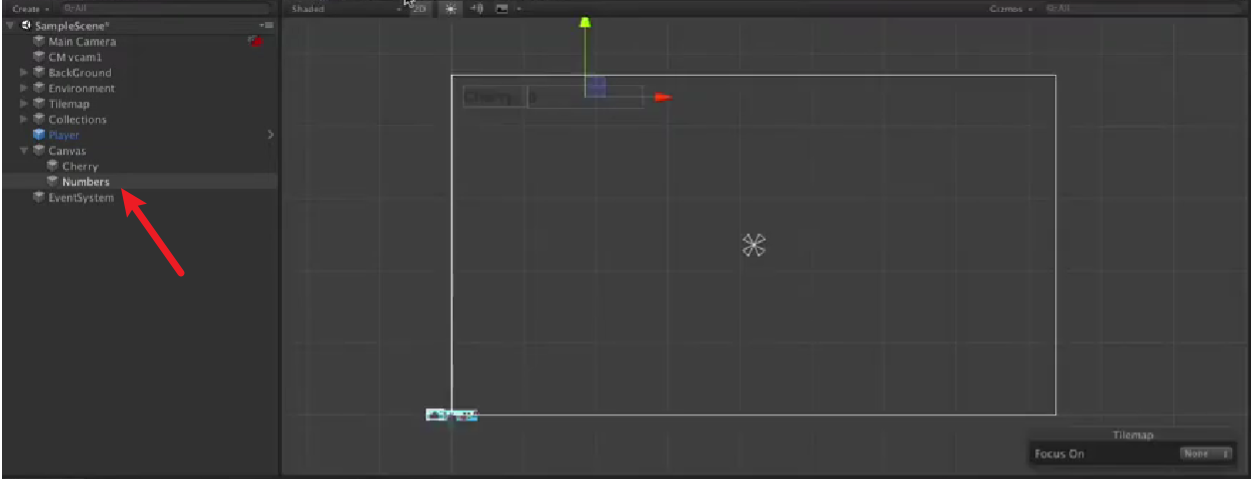 Create
All
Shaded
2D
Gizmos
All
SampleScene*
Main Camera
CM vcam1
BackGround
Environment
Tilemap
Collections
Player
Canvas
Cherry
Numbers
EventSystem
Cherry
Tilemap
Focus On
None